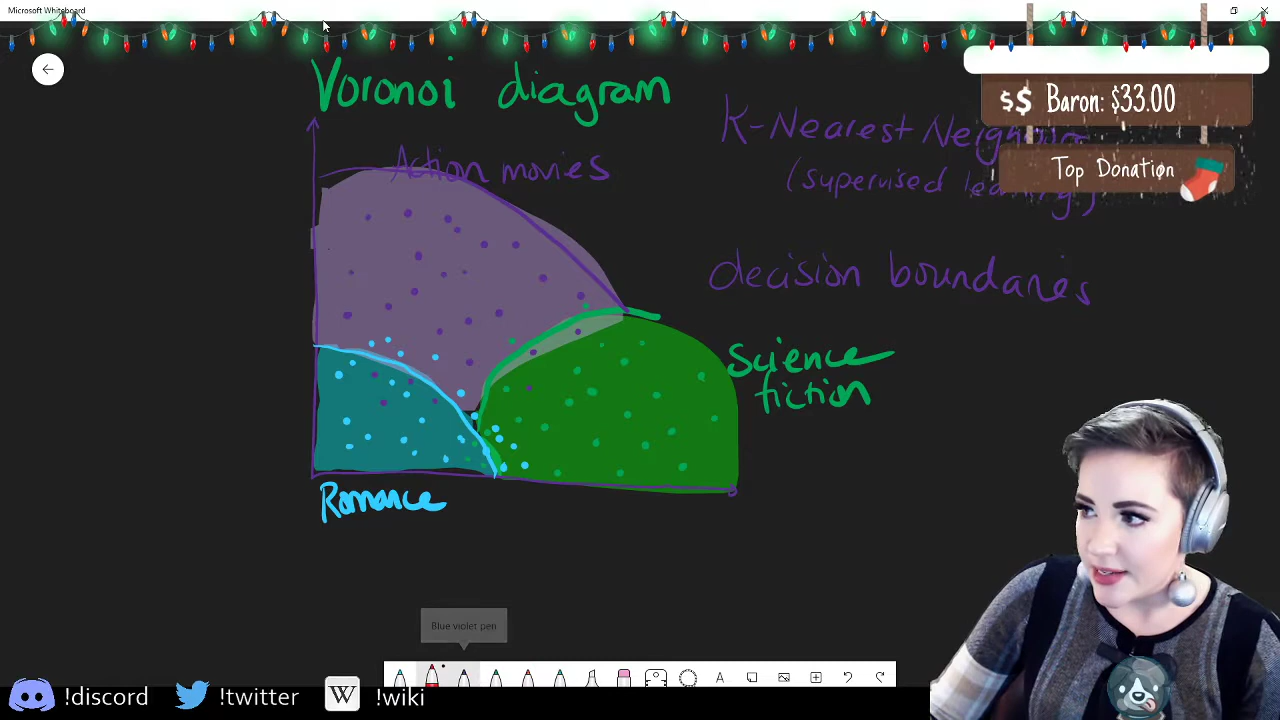 Microsoft Whiteboard
Voronoi diagram
K-Nearest
(supervised
Baron: $33.00
Top Donation
Action movies
decision boundaries
Science
fiction
Romance
Blue violet pen
!discord
!twitter
W
!wiki